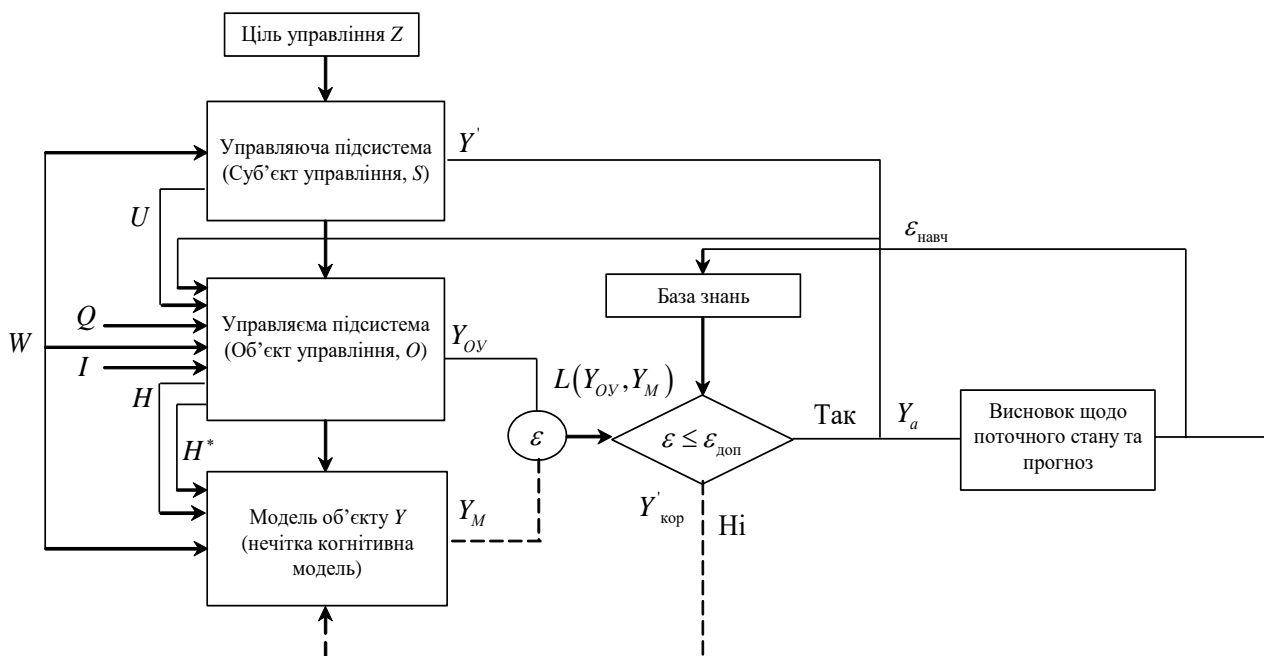 Ціль управління Z
Управляюча підсистема
(Суб’єкт управління, S)
Y'
U
ε навч
База знань
Q
W
I
Управляєма підсистема
(Об’єкт управління, O)
Y ОУ
H
H*
L(Y ОУ, Y М)
ε
ε ≤ ε доп
Так
Y a
Висновок щодо
поточного стану та
прогноз
Модель об’єкту Y
(нечітка когнітивна
модель)
Y М
Y' кор
Ні